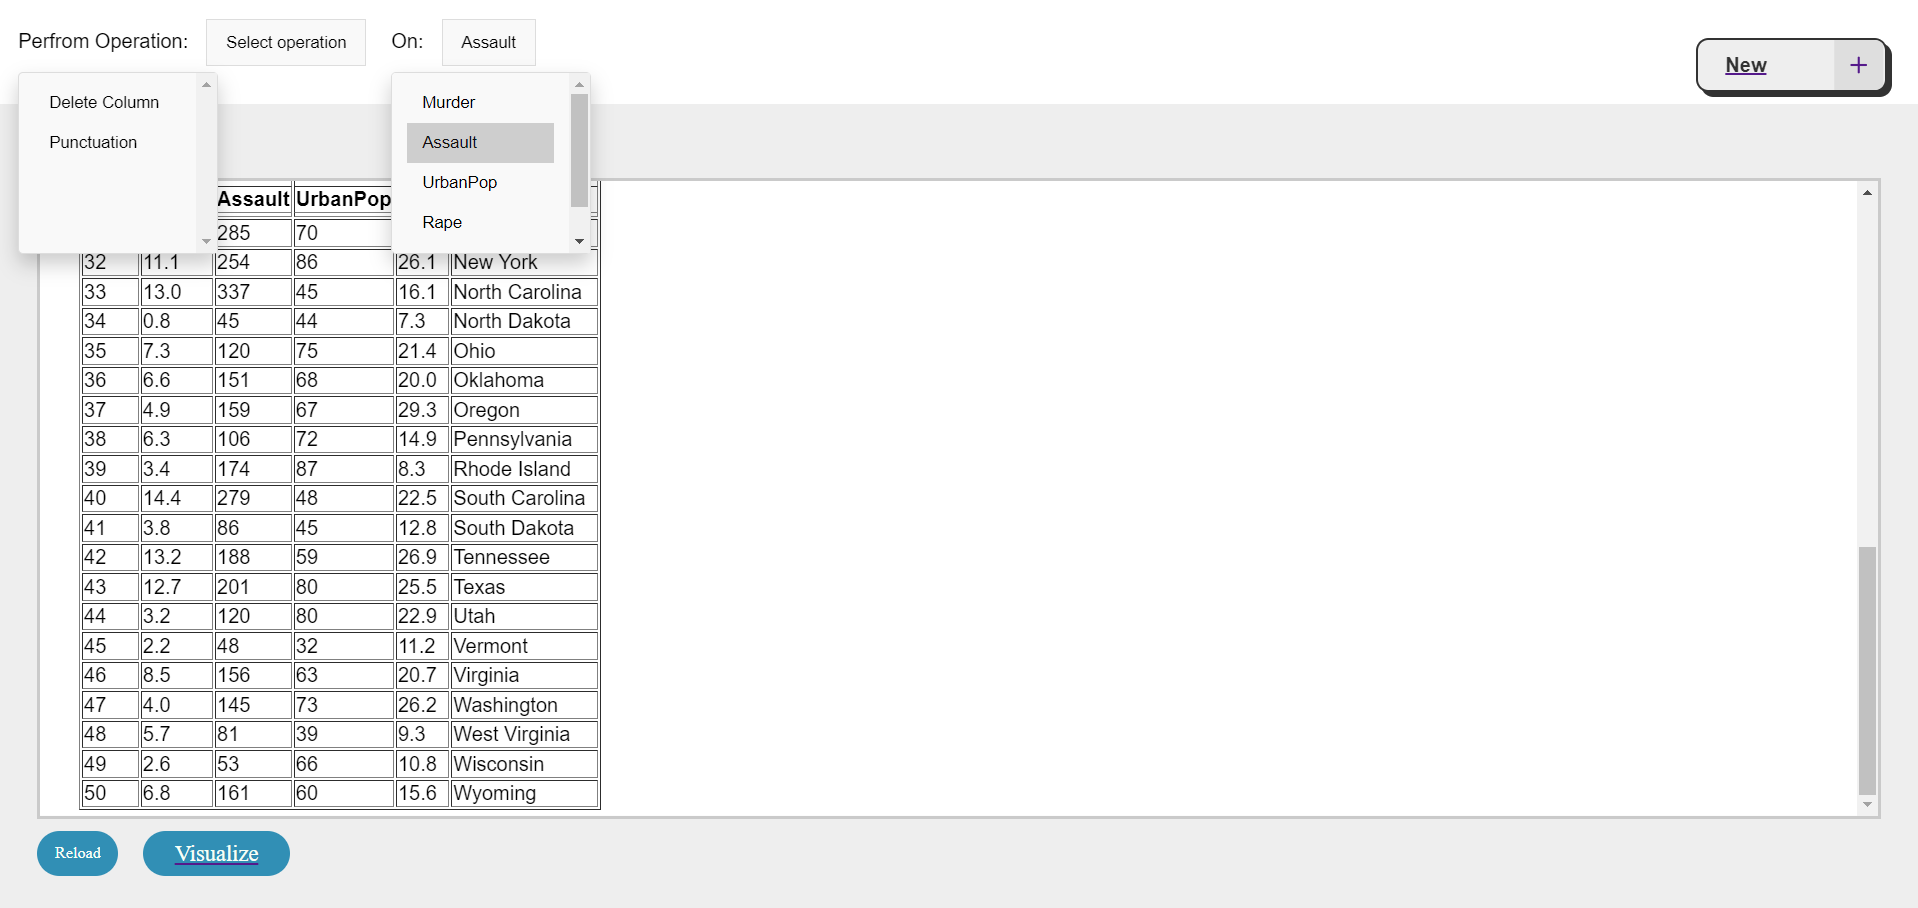 Perfrom Operation: Select operation On: Assault
New +
Delete Column
Punctuation
Murder
Assault
UrbanPop
Rape
Assault UrbanPop
285 70
32 11.1 254 86 26.1 New York
33 13.0 337 45 16.1 North Carolina
34 0.8 45 44 7.3 North Dakota
35 7.3 120 75 21.4 Ohio
36 6.6 151 68 20.0 Oklahoma
37 4.9 159 67 29.3 Oregon
38 6.3 106 72 14.9 Pennsylvania
39 3.4 174 87 8.3 Rhode Island
40 14.4 279 48 22.5 South Carolina
41 3.8 86 45 12.8 South Dakota
42 13.2 188 59 26.9 Tennessee
43 12.7 201 80 25.5 Texas
44 3.2 120 80 22.9 Utah
45 2.2 48 32 11.2 Vermont
46 8.5 156 63 20.7 Virginia
47 4.0 145 73 26.2 Washington
48 5.7 81 39 9.3 West Virginia
49 2.6 53 66 10.8 Wisconsin
50 6.8 161 60 15.6 Wyoming
Reload Visualize